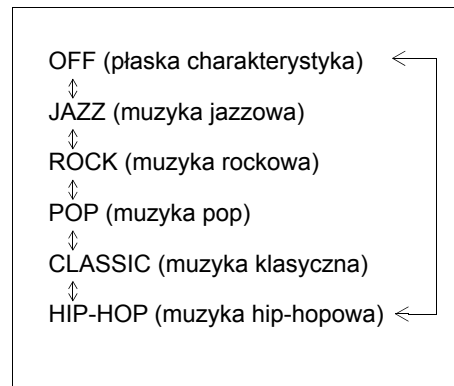 OFF (płaska charakterystyka)
JAZZ (muzyka jazzowa)
ROCK (muzyka rockowa)
POP (muzyka pop)
CLASSIC (muzyka klasyczna)
HIP-HOP (muzyka hip-hopowa)